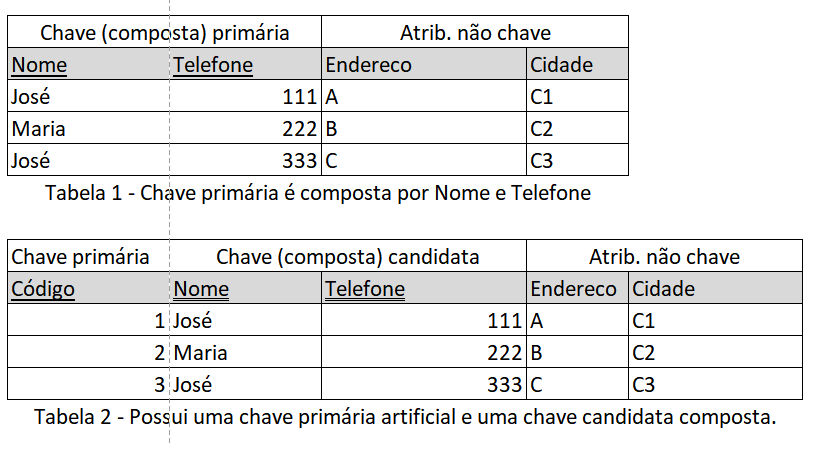 Chave (composta) primária Atrib. não chave
Nome Telefone Endereco Cidade
José 111 A C1
Maria 222 B C2
José 333 C C3
Tabela 1 - Chave primária é composta por Nome e Telefone
Chave primária Chave (composta) candidata Atrib. não chave
Código Nome Telefone Endereco Cidade
1 José 111 A C1
2 Maria 222 B C2
3 José 333 C C3
Tabela 2 - Possui uma chave primária artificial e uma chave candidata composta.